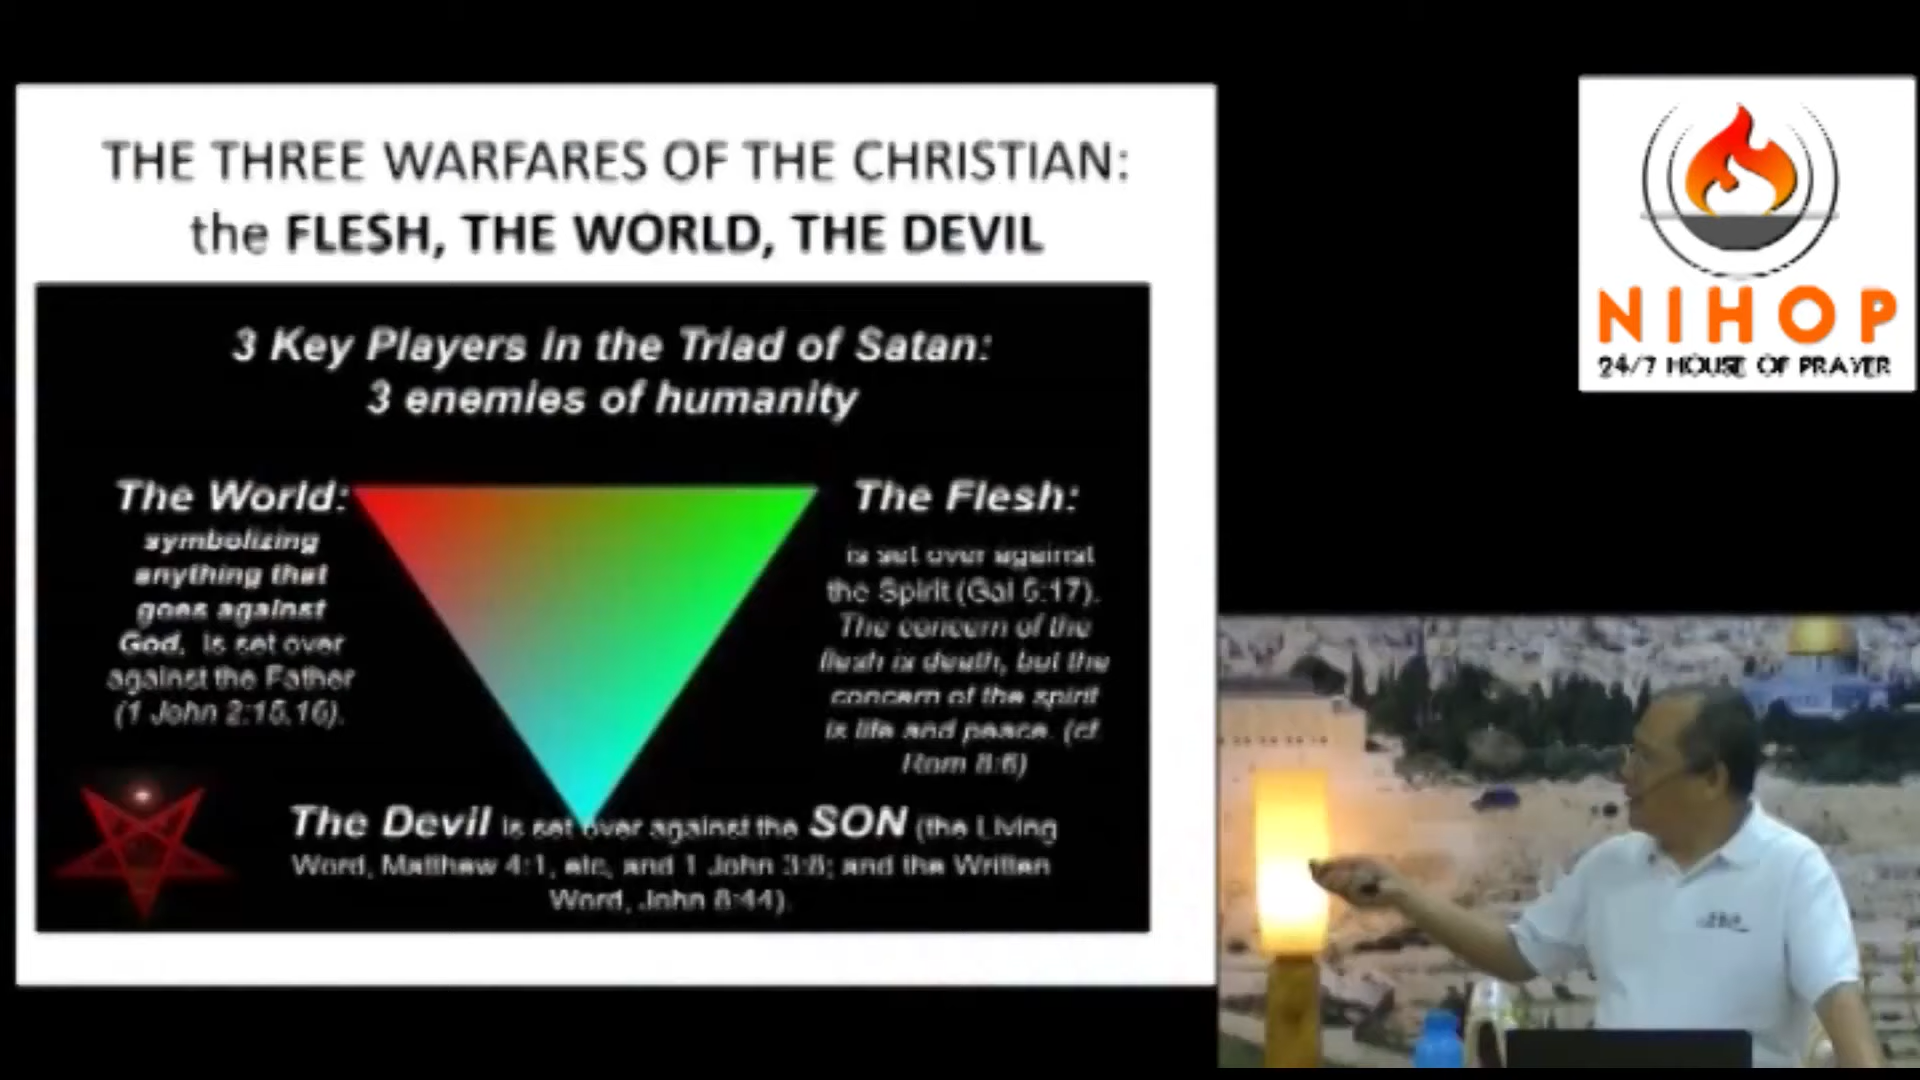 THE THREE WARFARES OF THE CHRISTIAN:
the FLESH, THE WORLD, THE DEVIL
3 Key Players in the Triad of Satan:
3 enemies of humanity
The World:
symbolizing
anything that
goes against
God, is set over
against the Father
(1 John 2:15,16).
The Flesh:
is set over against
the Spirit (Gal 5:17).
The concern of the
flesh is death, but the
concern of the spirit
is life and peace. (cf
Rom 8:6)
The Devil is set over against the SON (the Living
Word, Matthew 4:1, etc, and 1 John 3:8; and the Written
Word, John 8:44).
NIHOP
24/7 HOUSE OF PRAYER